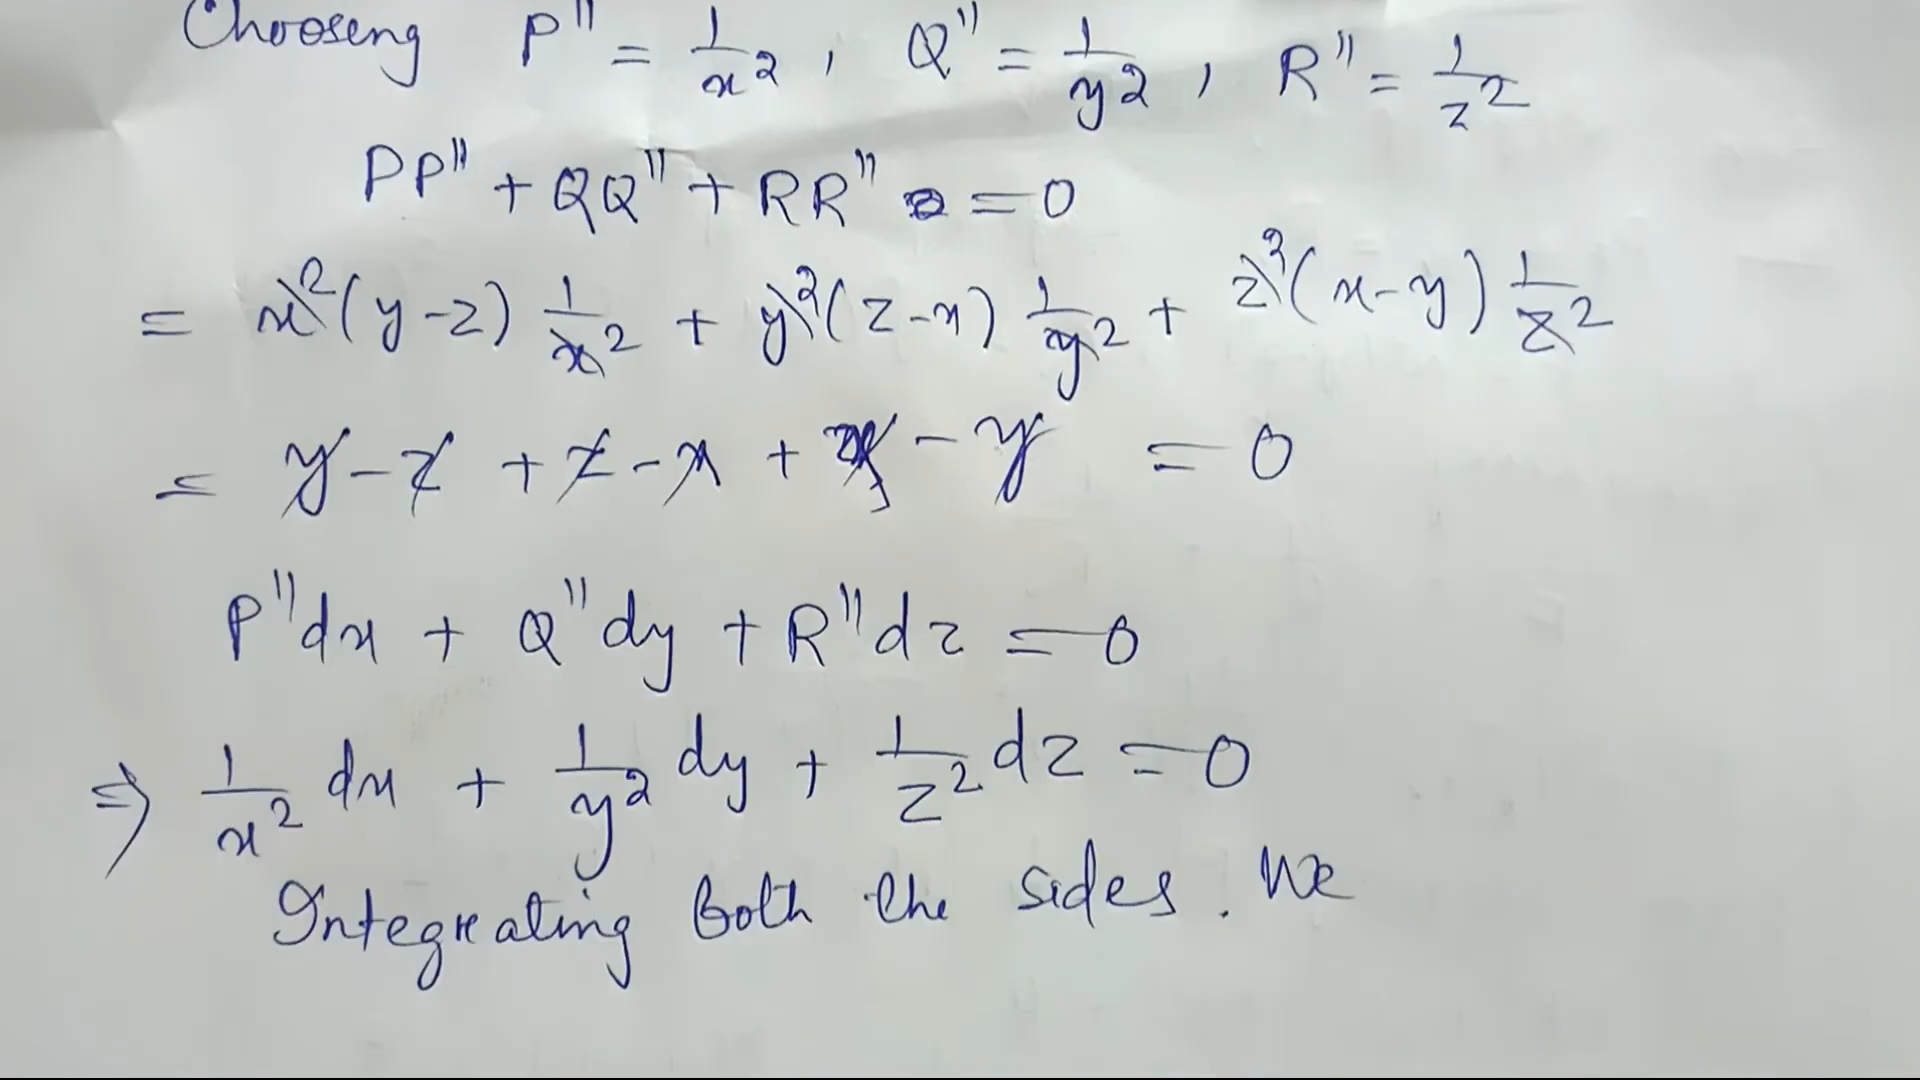 Chooseng P'' = 1/x², Q'' = 1/y², R'' = 1/z²
PP'' + QQ'' + RR'' = 0
= x²(y-z) 1/x² + y²(z-x) 1/y² + z²(x-y) 1/z²
= y - z + z - x + x - y = 0
P''dx + Q''dy + R''dz = 0
⇒ 1/x² dx + 1/y² dy + 1/z² dz = 0
Integrating both the sides. We